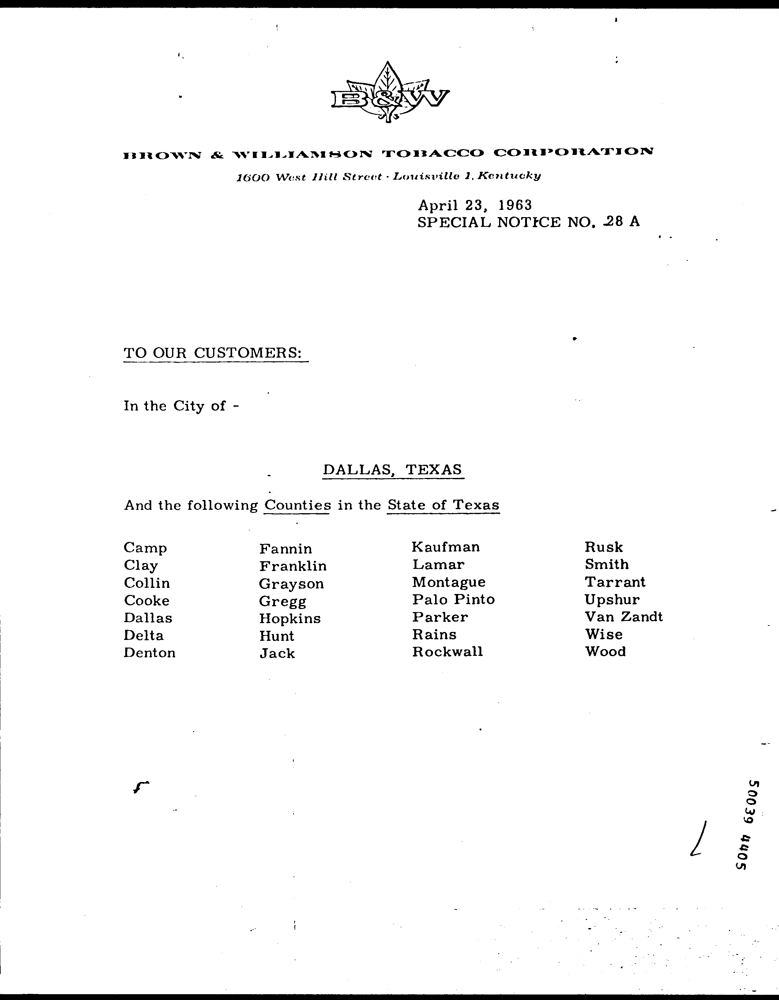 B&W
BROWN & WILLIAMSON TOBACCO CORPORATION
1600 West Hill Street · Louisville 1, Kentucky
April 23, 1963
SPECIAL NOTICE NO. 28 A
TO OUR CUSTOMERS:
In the City of -
DALLAS, TEXAS
And the following Counties in the State of Texas
Camp Fannin Kaufman Rusk
Clay Franklin Lamar Smith
Collin Grayson Montague Tarrant
Cooke Gregg Palo Pinto Upshur
Dallas Hopkins Parker Van Zandt
Delta Hunt Rains Wise
Denton Jack Rockwall Wood
50039 4405